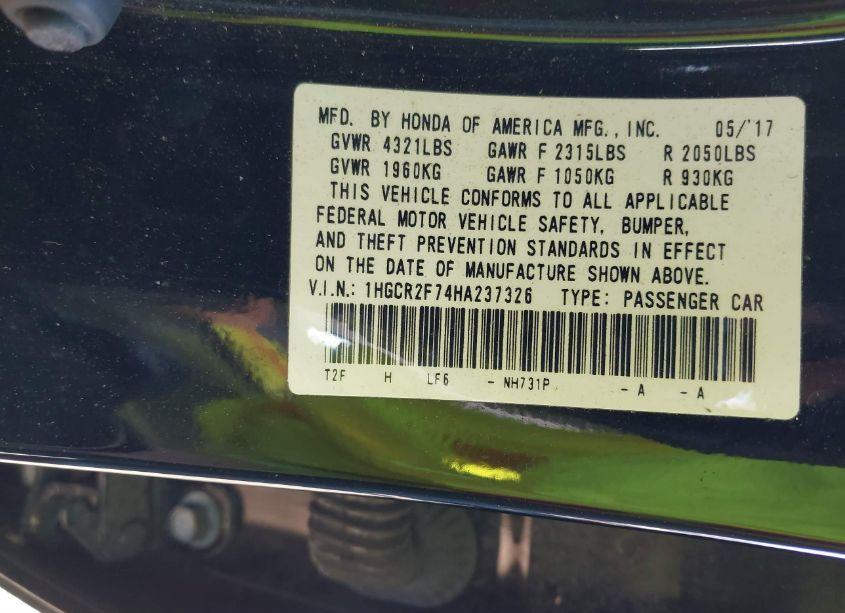 MFD. BY HONDA OF AMERICA MFG., INC. 05/'17
GVWR 4321LBS GAWR F 2315LBS R 2050LBS
GVWR 1960KG GAWR F 1050KG R 930KG
THIS VEHICLE CONFORMS TO ALL APPLICABLE
FEDERAL MOTOR VEHICLE SAFETY, BUMPER,
AND THEFT PREVENTION STANDARDS IN EFFECT
ON THE DATE OF MANUFACTURE SHOWN ABOVE.
V.I.N.: 1HGCR2F74HA237326 TYPE: PASSENGER CAR
T2F H LF6 - NH731P - A - A